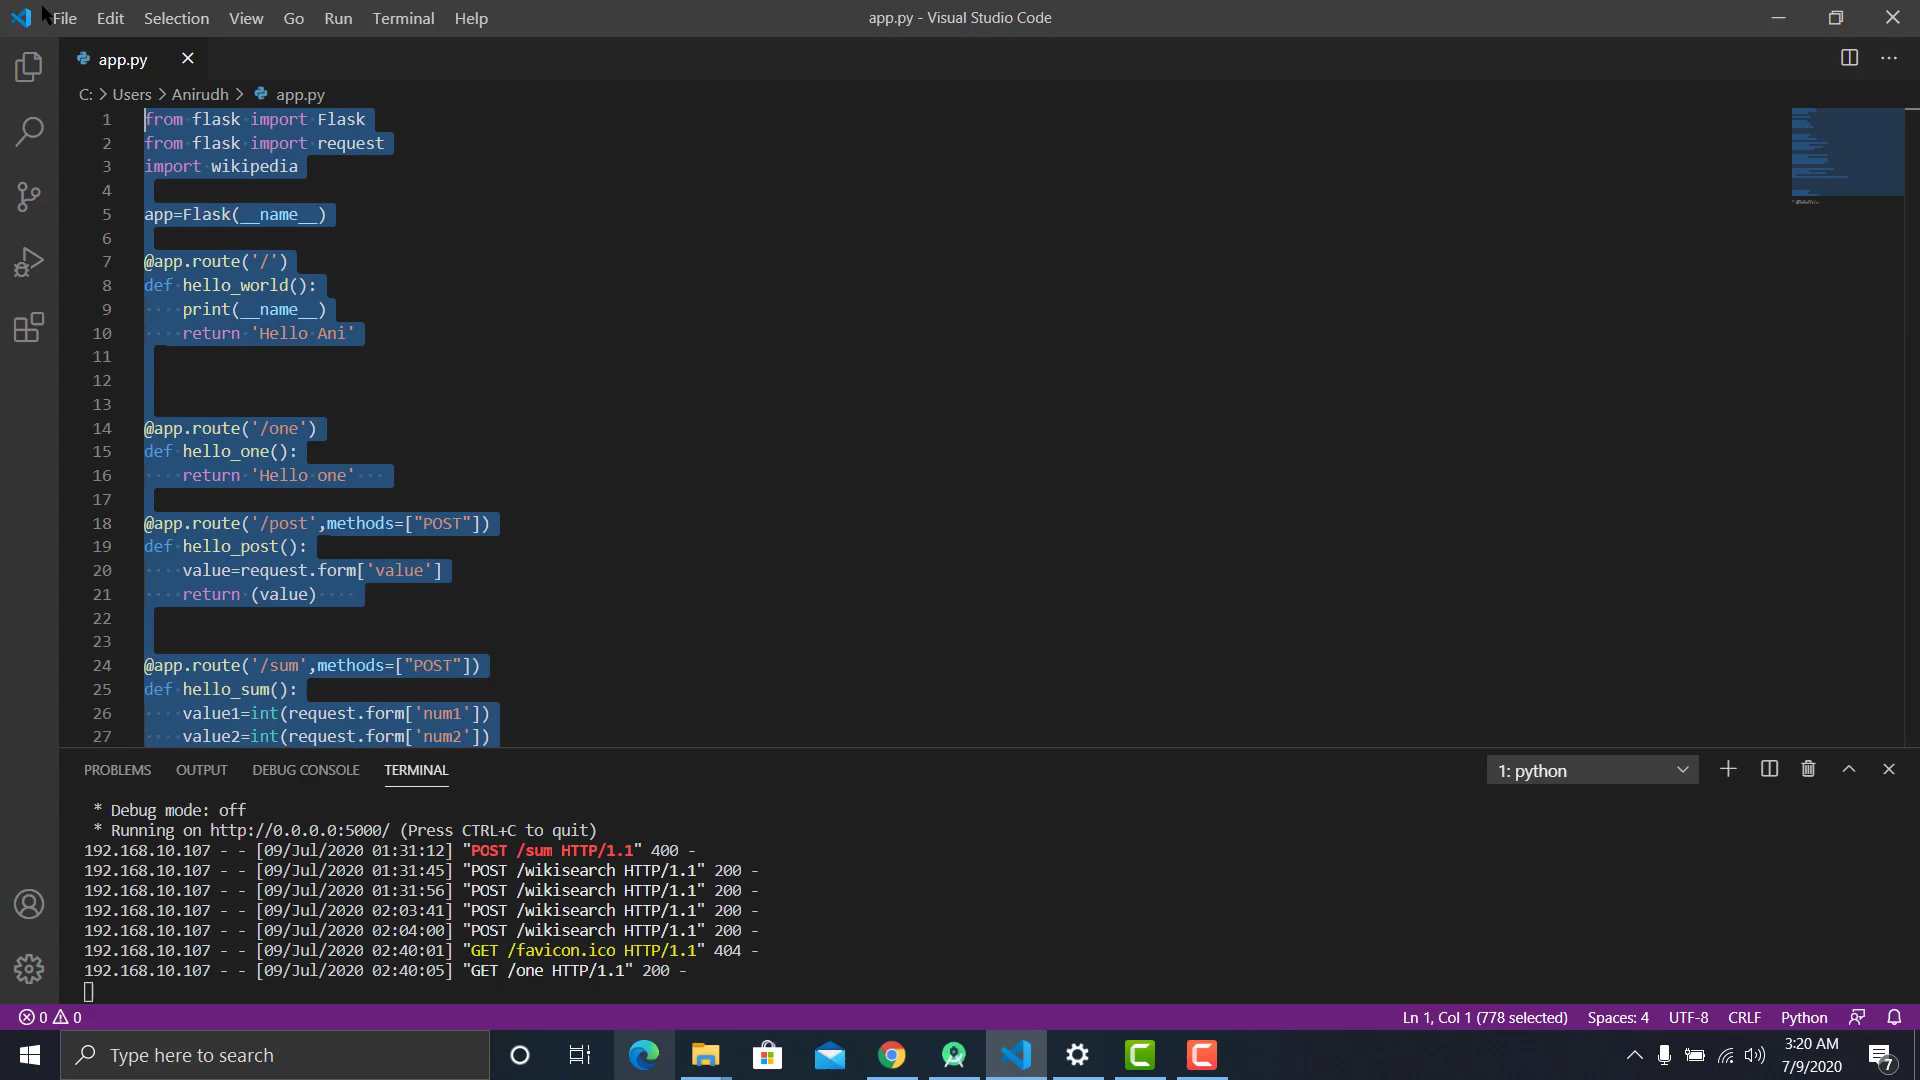 File Edit Selection View Go Run Terminal Help
app.py - Visual Studio Code
app.py
C: > Users > Anirudh > app.py
1 from flask import Flask
2 from flask import request
3 import wikipedia
4
5 app=Flask(__name__)
6
7 @app.route('/')
8 def hello_world():
9 print(__name__)
10 return 'Hello Ani'
11
12
13
14 @app.route('/one')
15 def hello_one():
16 return 'Hello one'
17
18 @app.route('/post',methods=["POST"])
19 def hello_post():
20 value=request.form['value']
21 return (value)
22
23
24 @app.route('/sum',methods=["POST"])
25 def hello_sum():
26 value1=int(request.form['num1'])
27 value2=int(request.form['num2'])
PROBLEMS OUTPUT DEBUG CONSOLE TERMINAL
1: python
* Debug mode: off
* Running on http://0.0.0.0:5000/ (Press CTRL+C to quit)
192.168.10.107 - - [09/Jul/2020 01:31:12] "POST /sum HTTP/1.1" 400 -
192.168.10.107 - - [09/Jul/2020 01:31:45] "POST /wikisearch HTTP/1.1" 200 -
192.168.10.107 - - [09/Jul/2020 01:31:56] "POST /wikisearch HTTP/1.1" 200 -
192.168.10.107 - - [09/Jul/2020 02:03:41] "POST /wikisearch HTTP/1.1" 200 -
192.168.10.107 - - [09/Jul/2020 02:04:00] "POST /wikisearch HTTP/1.1" 200 -
192.168.10.107 - - [09/Jul/2020 02:40:01] "GET /favicon.ico HTTP/1.1" 404 -
192.168.10.107 - - [09/Jul/2020 02:40:05] "GET /one HTTP/1.1" 200 -
0 0
Ln 1, Col 1 (778 selected) Spaces: 4 UTF-8 CRLF Python
Type here to search
3:20 AM
7/9/2020
7